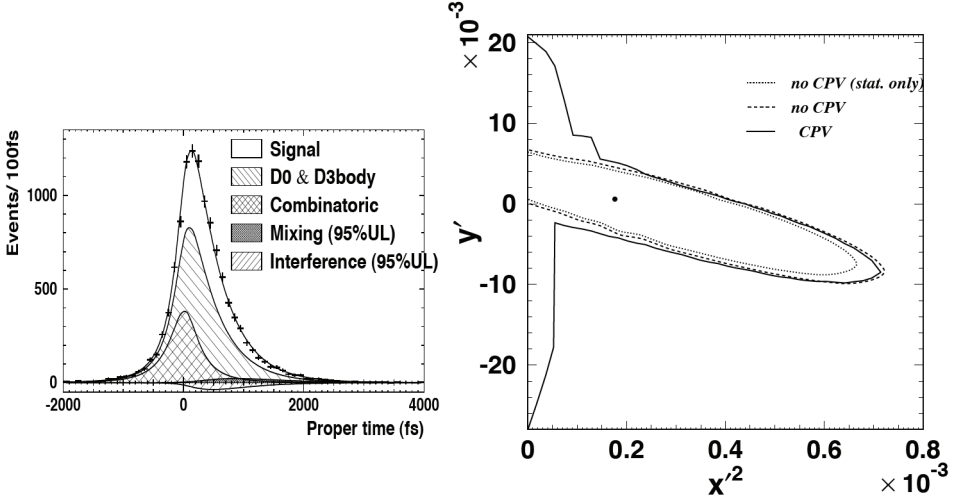 Events/ 100fs
1000
500
0
-2000
0
2000
4000
Proper time (fs)
Signal
D0 & D3body
Combinatoric
Mixing (95%UL)
Interference (95%UL)
× 10⁻³
y′
20
10
0
-10
-20
0
0.2
0.4
0.6
0.8
x′²
× 10⁻³
no CPV (stat. only)
no CPV
CPV